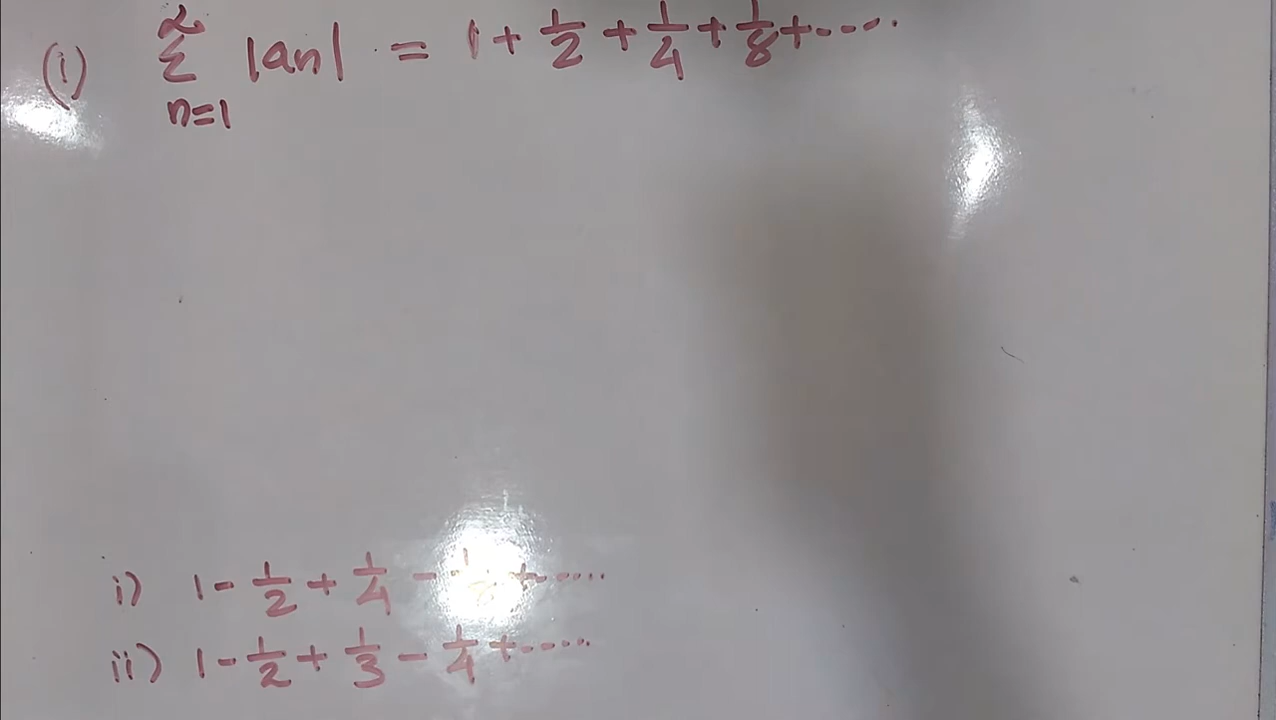 (i) ∞ Σ n=1 |an| = 1 + 1/2 + 1/4 + 1/8 + ....
i) 1 - 1/2 + 1/4 - 1/8 + ....
ii) 1 - 1/2 + 1/3 - 1/4 + .....